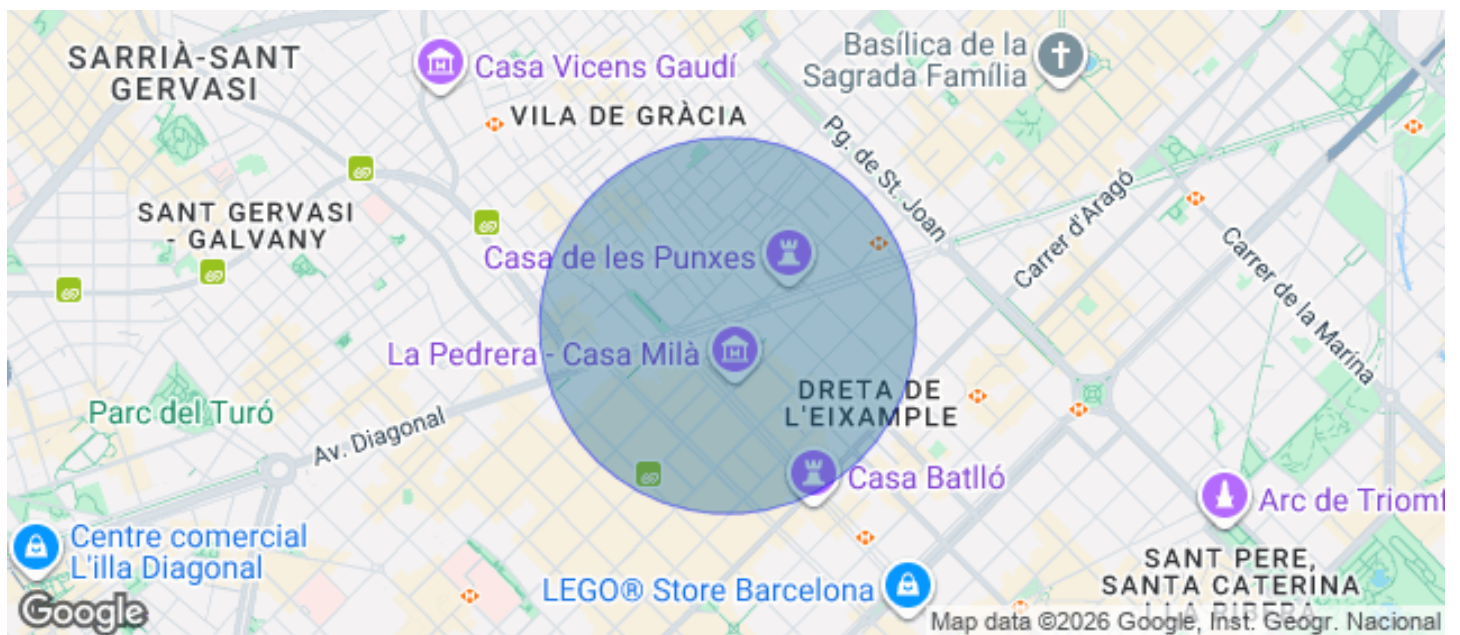 SARRIÀ-SANT
GERVASI
Casa Vicens Gaudí
Basílica de la
Sagrada Família
VILA DE GRÀCIA
Pg. de St. Joan
SANT GERVASI
- GALVANY
Carrer d'Aragó
Casa de les Punxes
Carrer de la Marina
La Pedrera - Casa Milà
DRETA DE
L'EIXAMPLE
Parc del Turó
Av. Diagonal
Casa Batlló
Arc de Triomf
Centre comercial
L'illa Diagonal
SANT PERE,
SANTA CATERINA
I LA RIBERA
LEGO® Store Barcelona
Google
Map data ©2026 Google, Inst. Geogr. Nacional